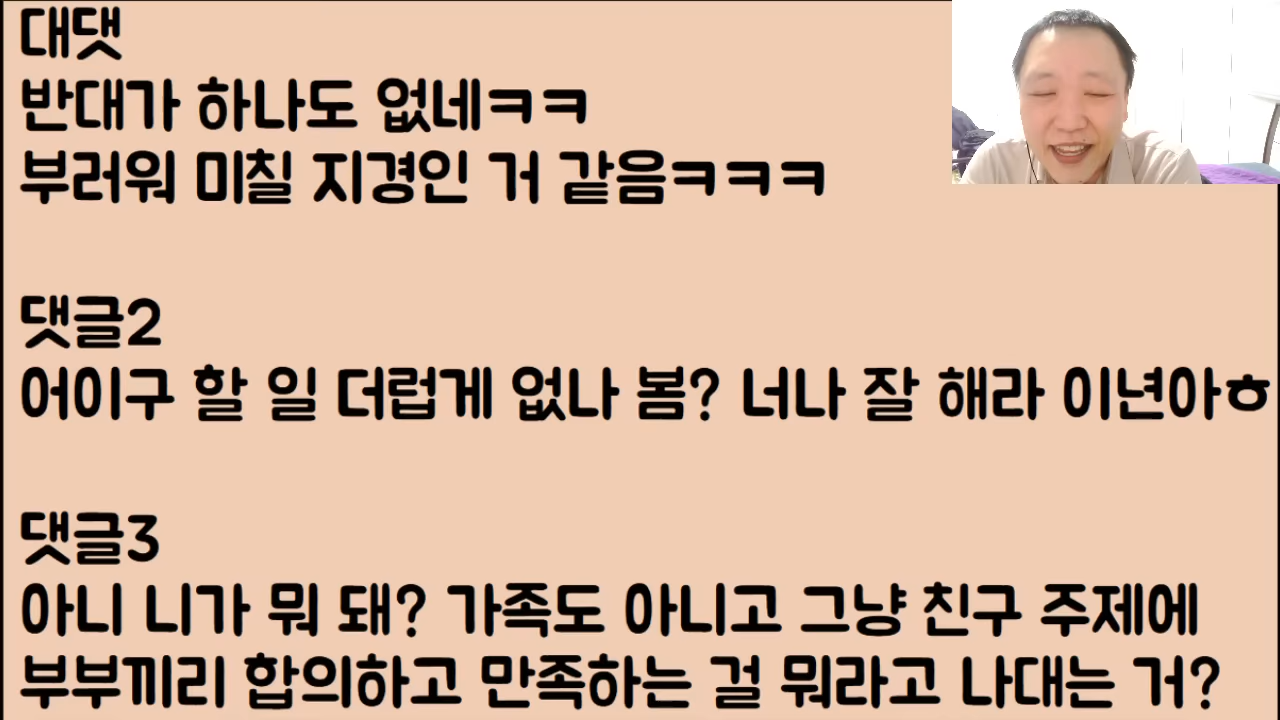 대댓
반대가 하나도 없네ㅋㅋ
부러워 미칠 지경인 거 같음ㅋㅋㅋ
댓글2
어이구 할 일 더럽게 없나 봄? 너나 잘 해라 이년아ㅎ
댓글3
아니 니가 뭐 돼? 가족도 아니고 그냥 친구 주제에
부부끼리 합의하고 만족하는 걸 뭐라고 나대는 거?